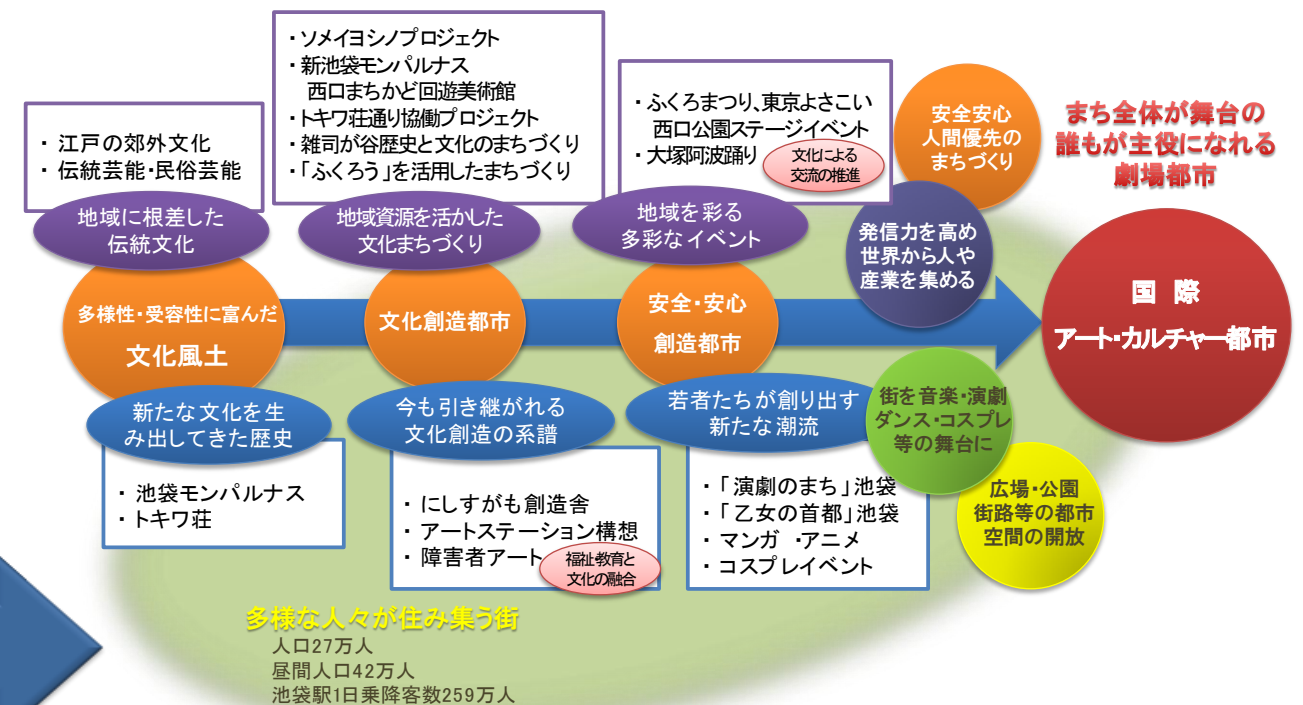 ・ 江戸の郊外文化
・ 伝統芸能・民俗芸能
地域に根差した
伝統文化
・ソメイヨシノプロジェクト
・新池袋モンパルナス
西口まちかど回遊美術館
・トキワ荘通り協働プロジェクト
・雑司が谷歴史と文化のまちづくり
・「ふくろう」を活用したまちづくり
地域資源を活かした
文化まちづくり
・ふくろまつり、東京よさこい
西口公園ステージイベント
・大塚阿波踊り
文化による
交流の推進
地域を彩る
多彩なイベント
安全安心
人間優先の
まちづくり
発信力を高め
世界から人や
産業を集める
まち全体が舞台の
誰もが主役になれる
劇場都市
多様性・受容性に富んだ
文化風土
文化創造都市
安全・安心
創造都市
国 際
アート・カルチャー都市
新たな文化を生
み出してきた歴史
・ 池袋モンパルナス
・ トキワ荘
今も引き継がれる
文化創造の系譜
・ にしすがも創造舎
・ アートステーション構想
・ 障害者アート
福祉・教育と
文化の融合
若者たちが創り出す
新たな潮流
・「演劇のまち」池袋
・「乙女の首都」池袋
・ マンガ ・アニメ
・ コスプレイベント
街を音楽・演劇
ダンス・コスプレ
等の舞台に
広場・公園
街路等の都市
空間の開放
多様な人々が住み集う街
人口27万人
昼間人口42万人
池袋駅1日乗降客数259万人